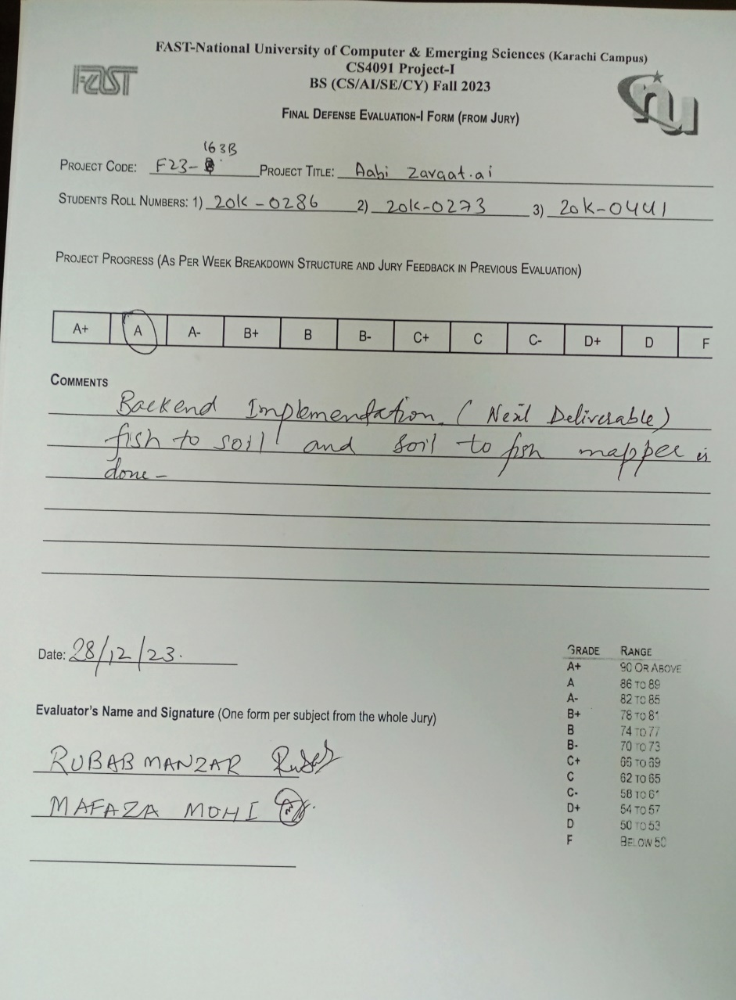 FAST-National University of Computer & Emerging Sciences (Karachi Campus)
CS4091 Project-I
BS (CS/AI/SE/CY) Fall 2023
FAST
nu
FINAL DEFENSE EVALUATION-I FORM (FROM JURY)
163B
PROJECT CODE: F23- PROJECT TITLE: Aabi Zaraat.ai
STUDENTS ROLL NUMBERS: 1) 20K-0286 2) 20K-0273 3) 20K-0441
PROJECT PROGRESS (AS PER WEEK BREAKDOWN STRUCTURE AND JURY FEEDBACK IN PREVIOUS EVALUATION)
A+ A A- B+ B B- C+ C C- D+ D F
COMMENTS
Backend Implementation. (Next Deliverable)
fish to soil and soil to fish mapper is
done-
Date: 28/12/23.
Evaluator's Name and Signature (One form per subject from the whole Jury)
RUBAB MANZAR
MAFAZA MOHI
GRADE RANGE
A+ 90 OR ABOVE
A 86 TO 89
A- 82 TO 85
B+ 78 TO 81
B 74 TO 77
B- 70 TO 73
C+ 66 TO 69
C 62 TO 65
C- 58 TO 61
D+ 54 TO 57
D 50 TO 53
F BELOW 50